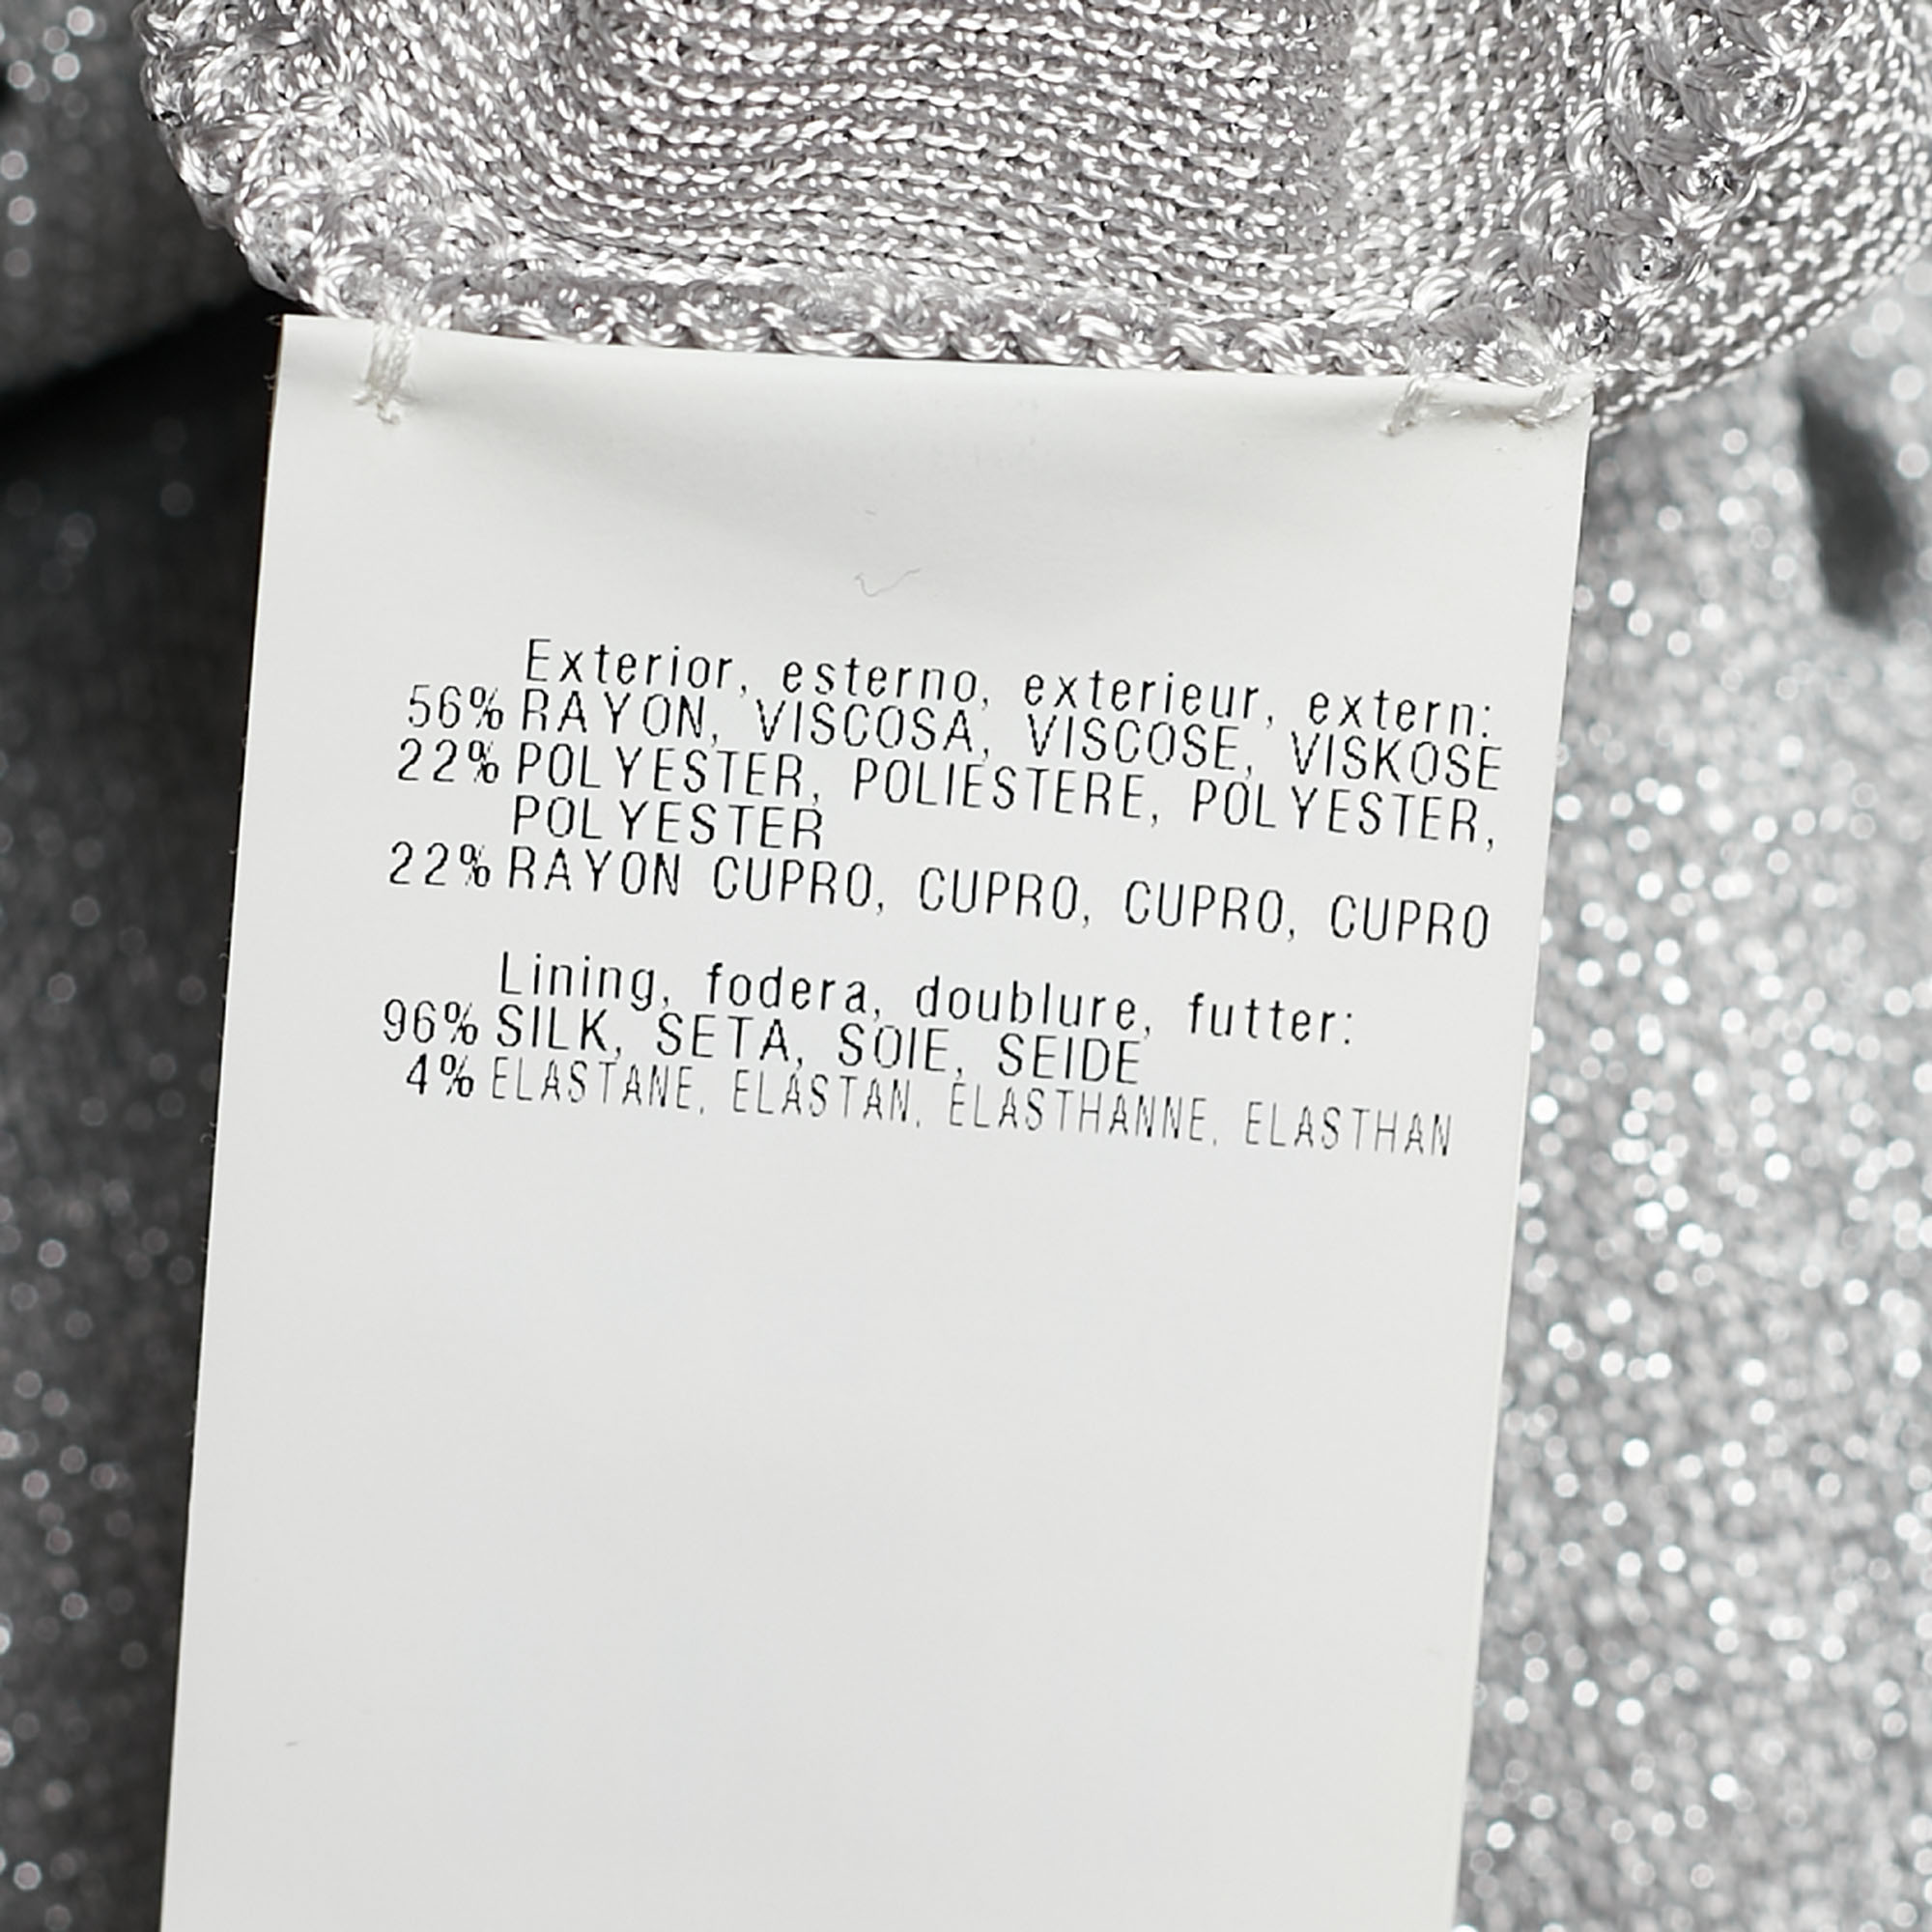 Exterior, esterno, exterieur, extern:
56% RAYON, VISCOSA, VISCOSE, VISKOSE
22% POLYESTER, POLIESTERE, POLYESTER,
POLYESTER
22% RAYON CUPRO, CUPRO, CUPRO, CUPRO
Lining, fodera, doublure, futter:
96% SILK, SETA, SOIE, SEIDE
4% ELASTANE, ELASTAN, ELASTHANNE, ELASTHAN